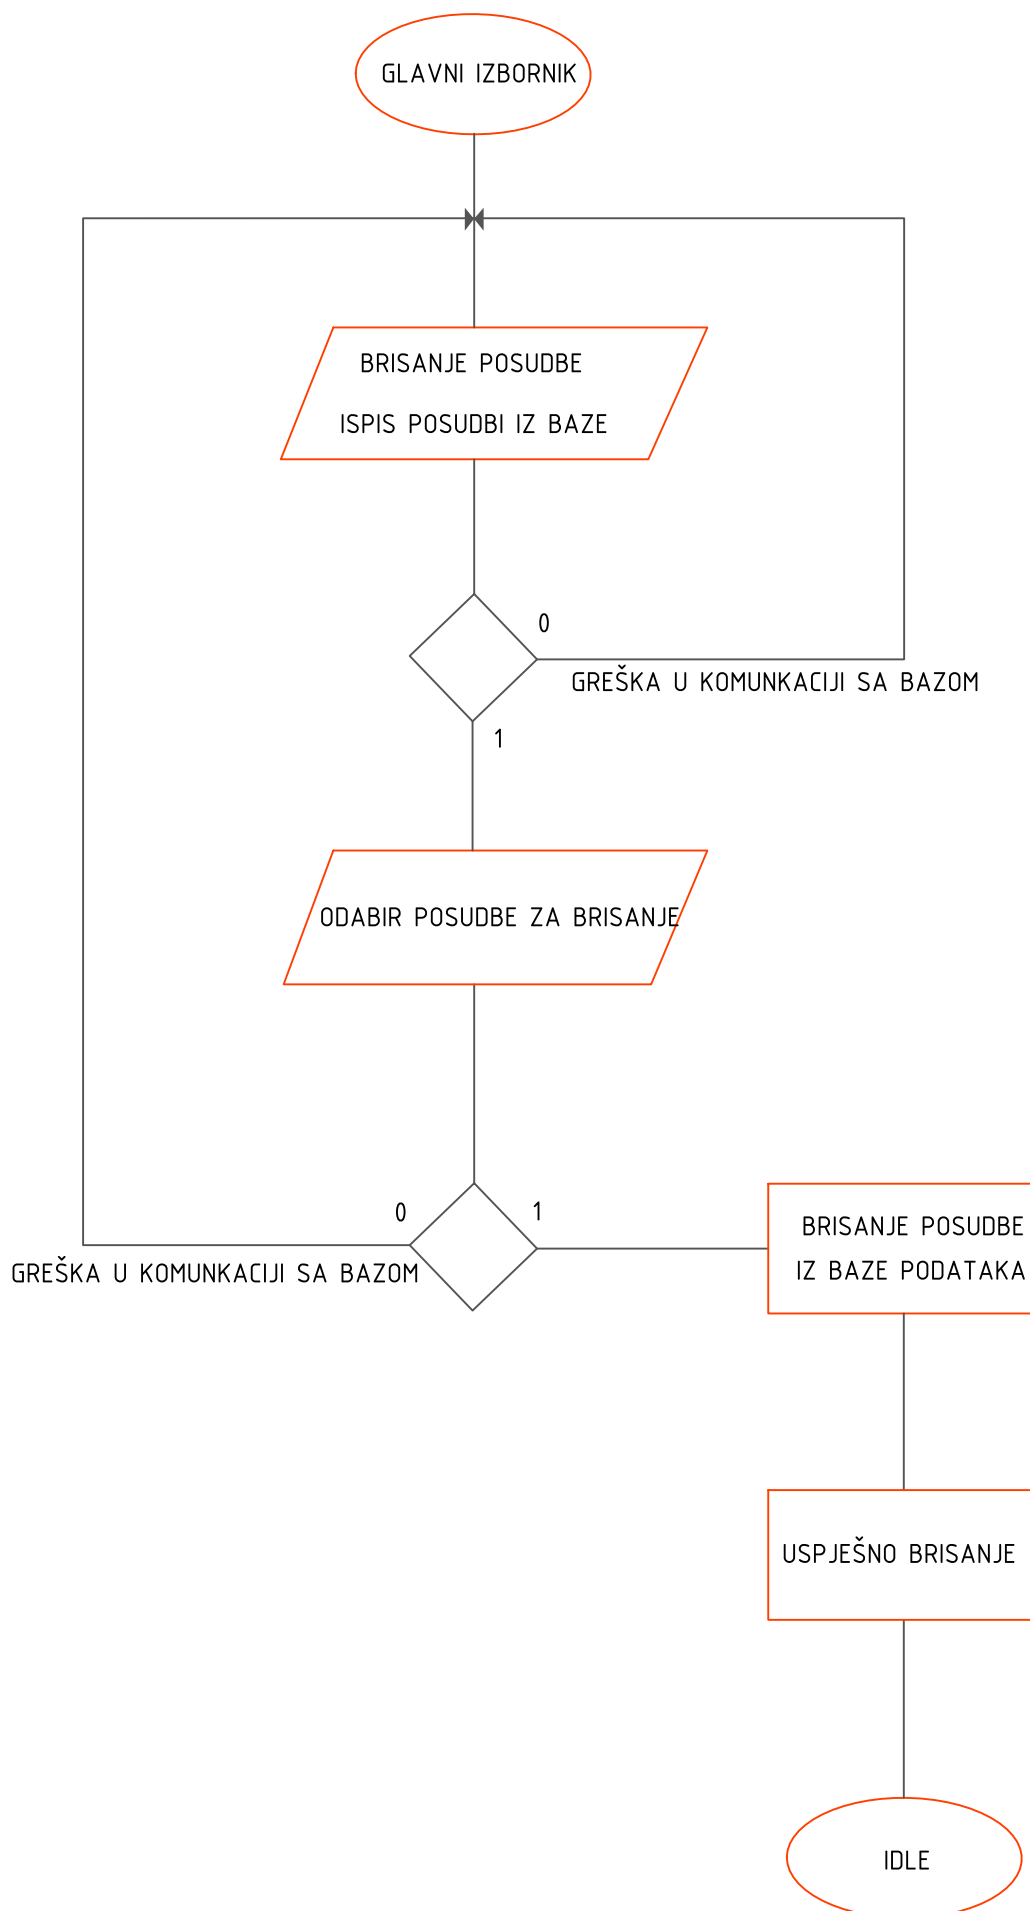 GLAVNI IZBORNIK
BRISANJE POSUDBE
ISPIS POSUDBI IZ BAZE
0
GREŠKA U KOMUNKACIJI SA BAZOM
1
ODABIR POSUDBE ZA BRISANJE
0
1
GREŠKA U KOMUNKACIJI SA BAZOM
BRISANJE POSUDBE
IZ BAZE PODATAKA
USPJEŠNO BRISANJE
IDLE